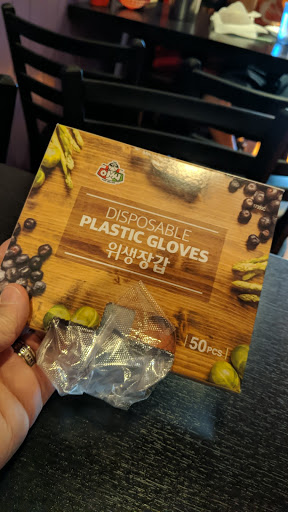 DISPOSABLE
PLASTIC GLOVES
위생장갑
50PCS